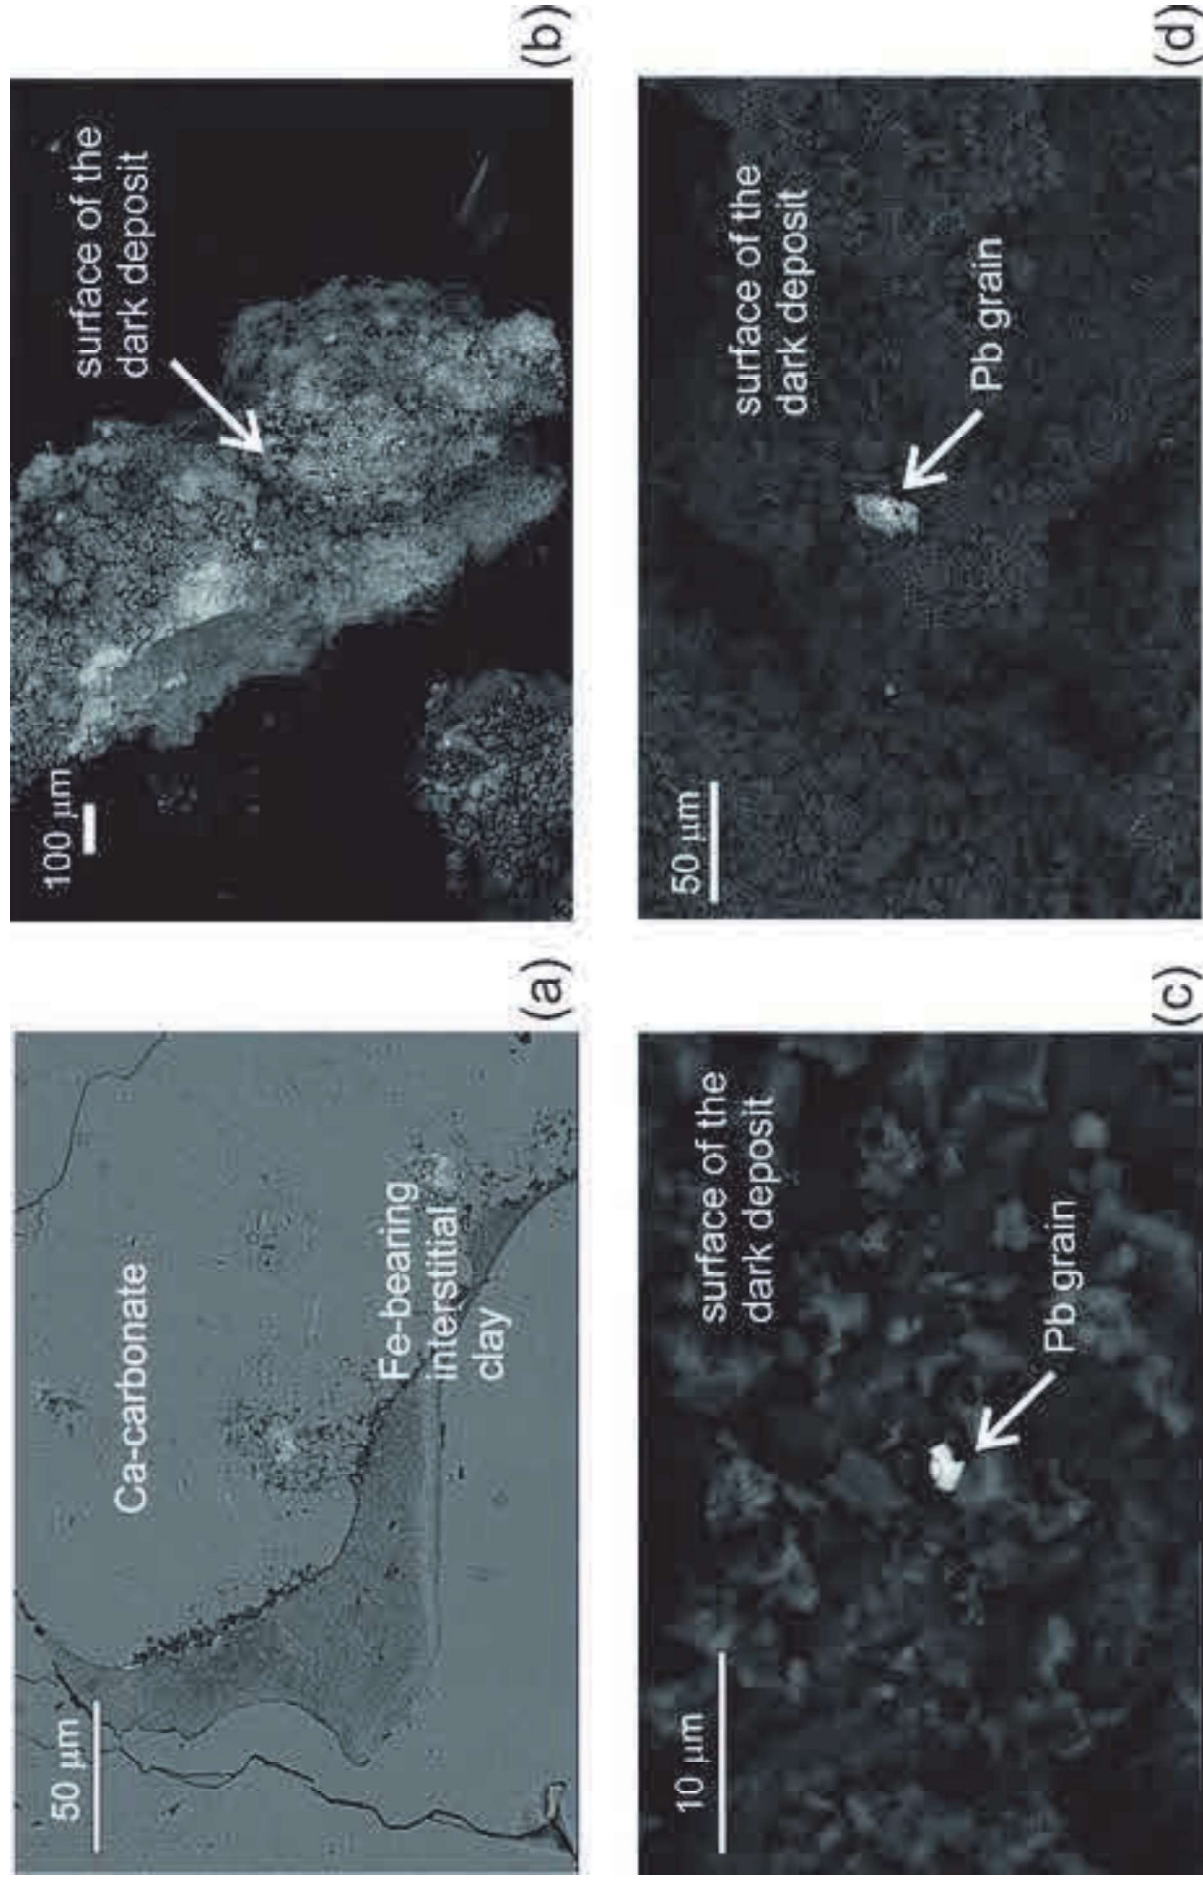 50 μm
Ca-carbonate
Fe-bearing
interstitial
clay
(a)
100 μm
surface of the
dark deposit
(b)
10 μm
surface of the
dark deposit
Pb grain
(c)
50 μm
surface of the
dark deposit
Pb grain
(d)